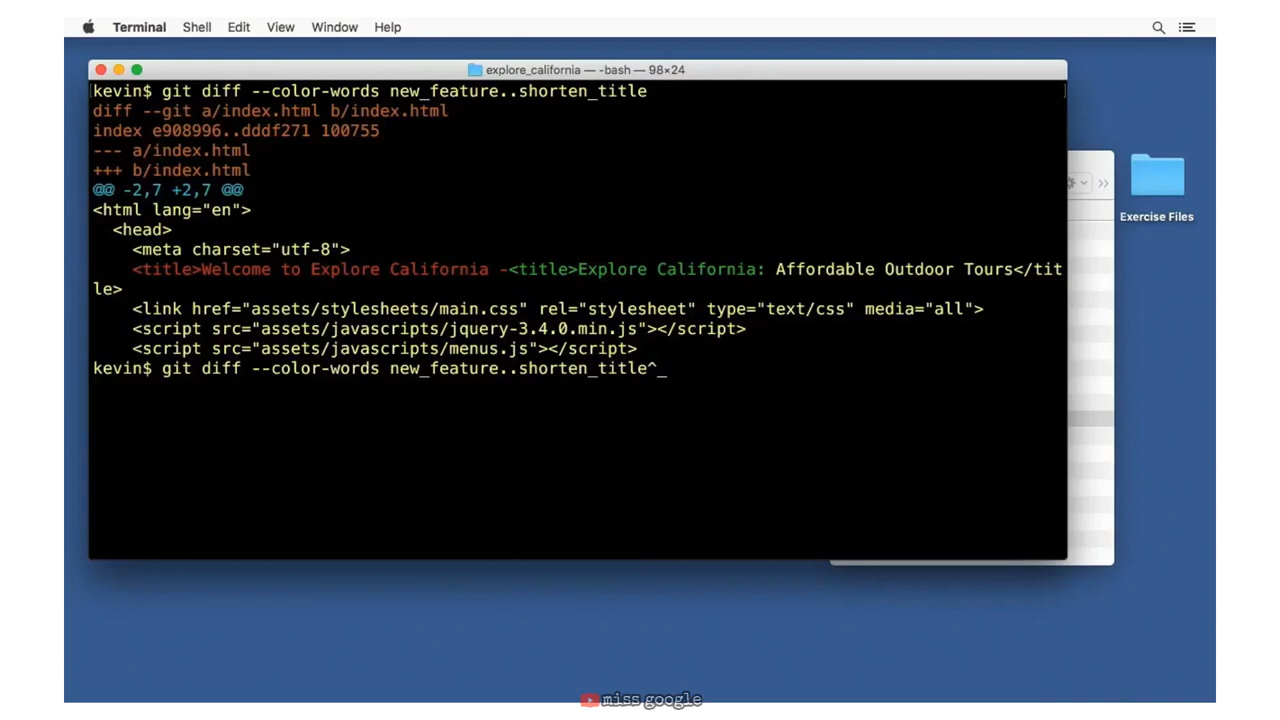 Terminal Shell Edit View Window Help
explore_california — -bash — 98×24
kevin$ git diff --color-words new_feature..shorten_title
diff --git a/index.html b/index.html
index e908996..dddf271 100755
--- a/index.html
+++ b/index.html
@@ -2,7 +2,7 @@
<html lang="en">
  <head>
    <meta charset="utf-8">
    <title>Welcome to Explore California -<title>Explore California: Affordable Outdoor Tours</tit
le>
    <link href="assets/stylesheets/main.css" rel="stylesheet" type="text/css" media="all">
    <script src="assets/javascripts/jquery-3.4.0.min.js"></script>
    <script src="assets/javascripts/menus.js"></script>
kevin$ git diff --color-words new_feature..shorten_title^_
Exercise Files
miss google